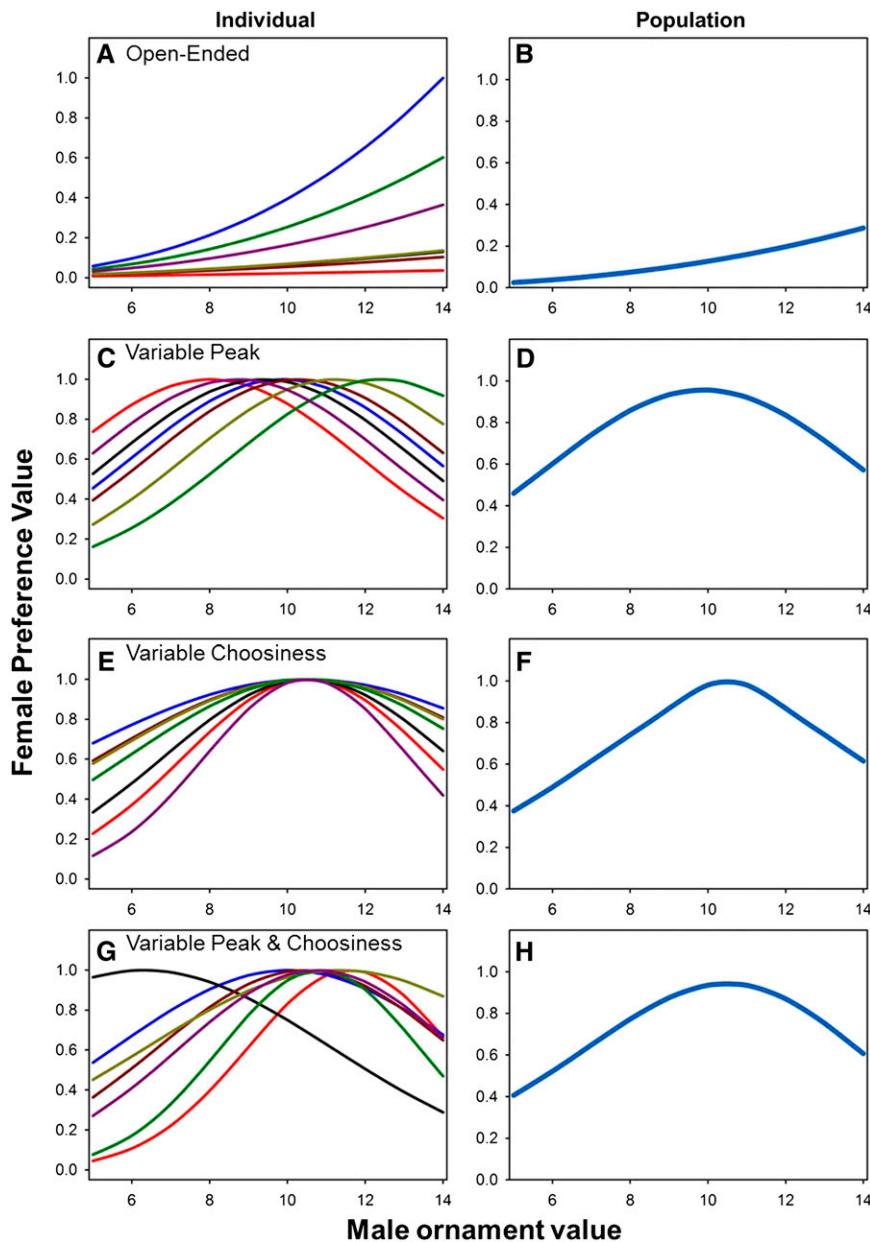 Individual
Population
A Open-Ended
B
1.0
0.8
0.6
0.4
0.2
0.0
6 8 10 12 14
1.0
0.8
0.6
0.4
0.2
0.0
6 8 10 12 14
C Variable Peak
D
1.0
0.8
0.6
0.4
0.2
0.0
6 8 10 12 14
1.0
0.8
0.6
0.4
0.2
0.0
6 8 10 12 14
E Variable Choosiness
F
1.0
0.8
0.6
0.4
0.2
0.0
6 8 10 12 14
1.0
0.8
0.6
0.4
0.2
0.0
6 8 10 12 14
G Variable Peak & Choosiness
H
1.0
0.8
0.6
0.4
0.2
0.0
6 8 10 12 14
1.0
0.8
0.6
0.4
0.2
0.0
6 8 10 12 14
Female Preference Value
Male ornament value